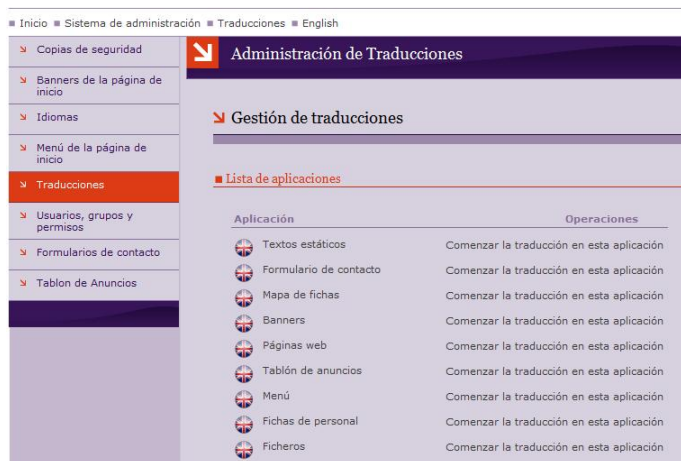 Inicio Sistema de administración Traducciones English
Copias de seguridad
Banners de la página de
inicio
Idiomas
Menú de la página de
inicio
Traducciones
Usuarios, grupos y
permisos
Formularios de contacto
Tablon de Anuncios
Administración de Traducciones
Gestión de traducciones
Lista de aplicaciones
Aplicación Operaciones
Textos estáticos Comenzar la traducción en esta aplicación
Formulario de contacto Comenzar la traducción en esta aplicación
Mapa de fichas Comenzar la traducción en esta aplicación
Banners Comenzar la traducción en esta aplicación
Páginas web Comenzar la traducción en esta aplicación
Tablón de anuncios Comenzar la traducción en esta aplicación
Menú Comenzar la traducción en esta aplicación
Fichas de personal Comenzar la traducción en esta aplicación
Ficheros Comenzar la traducción en esta aplicación